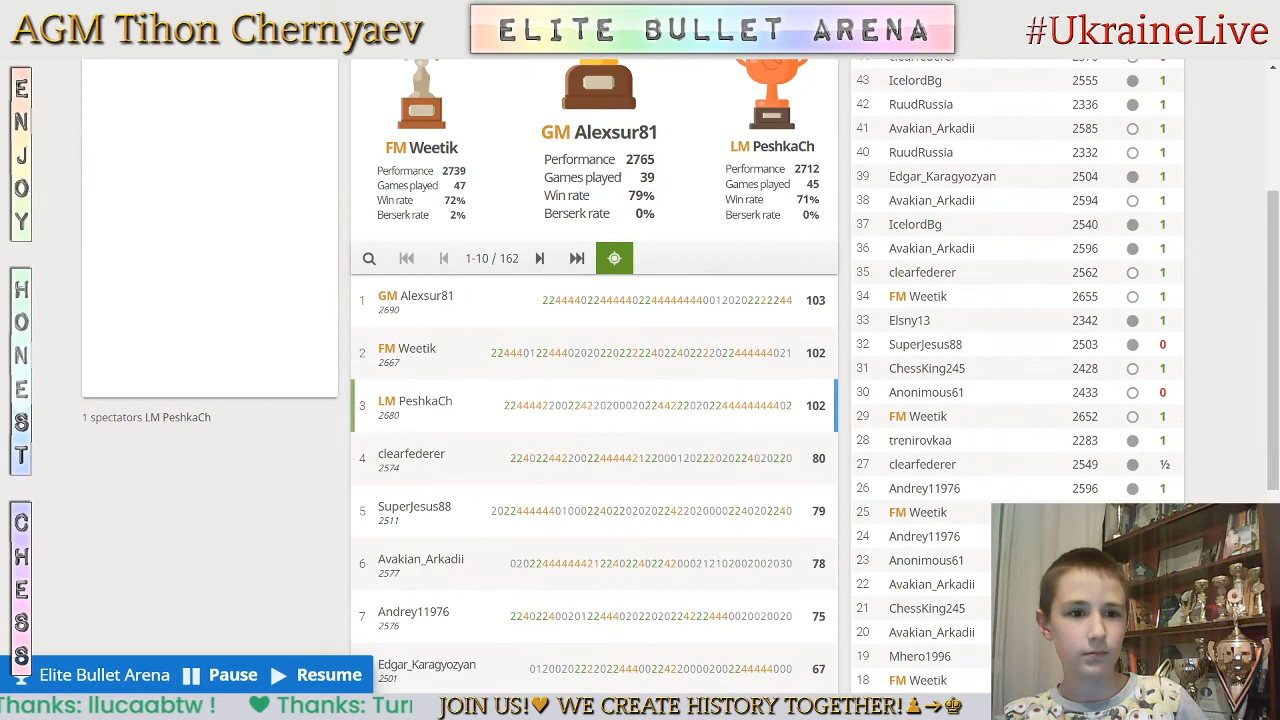 AGM Tihon Chernyaev
ELITE BULLET ARENA
#UkraineLive
ENJOY
HONEST
CHESS
FM Weetik
Performance 2739
Games played 47
Win rate 72%
Berserk rate 2%
GM Alexsur81
Performance 2765
Games played 39
Win rate 79%
Berserk rate 0%
LM PeshkaCh
Performance 2712
Games played 45
Win rate 71%
Berserk rate 0%
1-10 / 162
1 GM Alexsur81 103
2690
2 FM Weetik 102
2667
3 LM PeshkaCh 102
2680
4 clearfederer 80
2574
5 SuperJesus88 79
2511
6 Avakian_Arkadii 78
2577
7 Andrey11976 75
2576
Edgar_Karagyozyan 67
2501
1 spectators LM PeshkaCh
43 IcelordBg 2555 1
42 RuudRussia 2336 1
41 Avakian_Arkadii 2585 1
40 RuudRussia 2332 1
39 Edgar_Karagyozyan 2504 1
38 Avakian_Arkadii 2594 1
37 IcelordBg 2540 1
36 Avakian_Arkadii 2596 1
35 clearfederer 2562 1
34 FM Weetik 2655 1
33 Elsny13 2342 1
32 SuperJesus88 2503 0
31 ChessKing245 2428 1
30 Anonimous61 2433 0
29 FM Weetik 2652 1
28 trenirovkaa 2283 1
27 clearfederer 2549 ½
26 Andrey11976 2596 1
25 FM Weetik
24 Andrey11976
23 Anonimous61
22 Avakian_Arkadii
21 ChessKing245
20 Avakian_Arkadii
19 Mhero1996
18 FM Weetik
Elite Bullet Arena Pause Resume
Thanks: llucaabtw ! Thanks:
JOIN US! WE CREATE HISTORY TOGETHER!